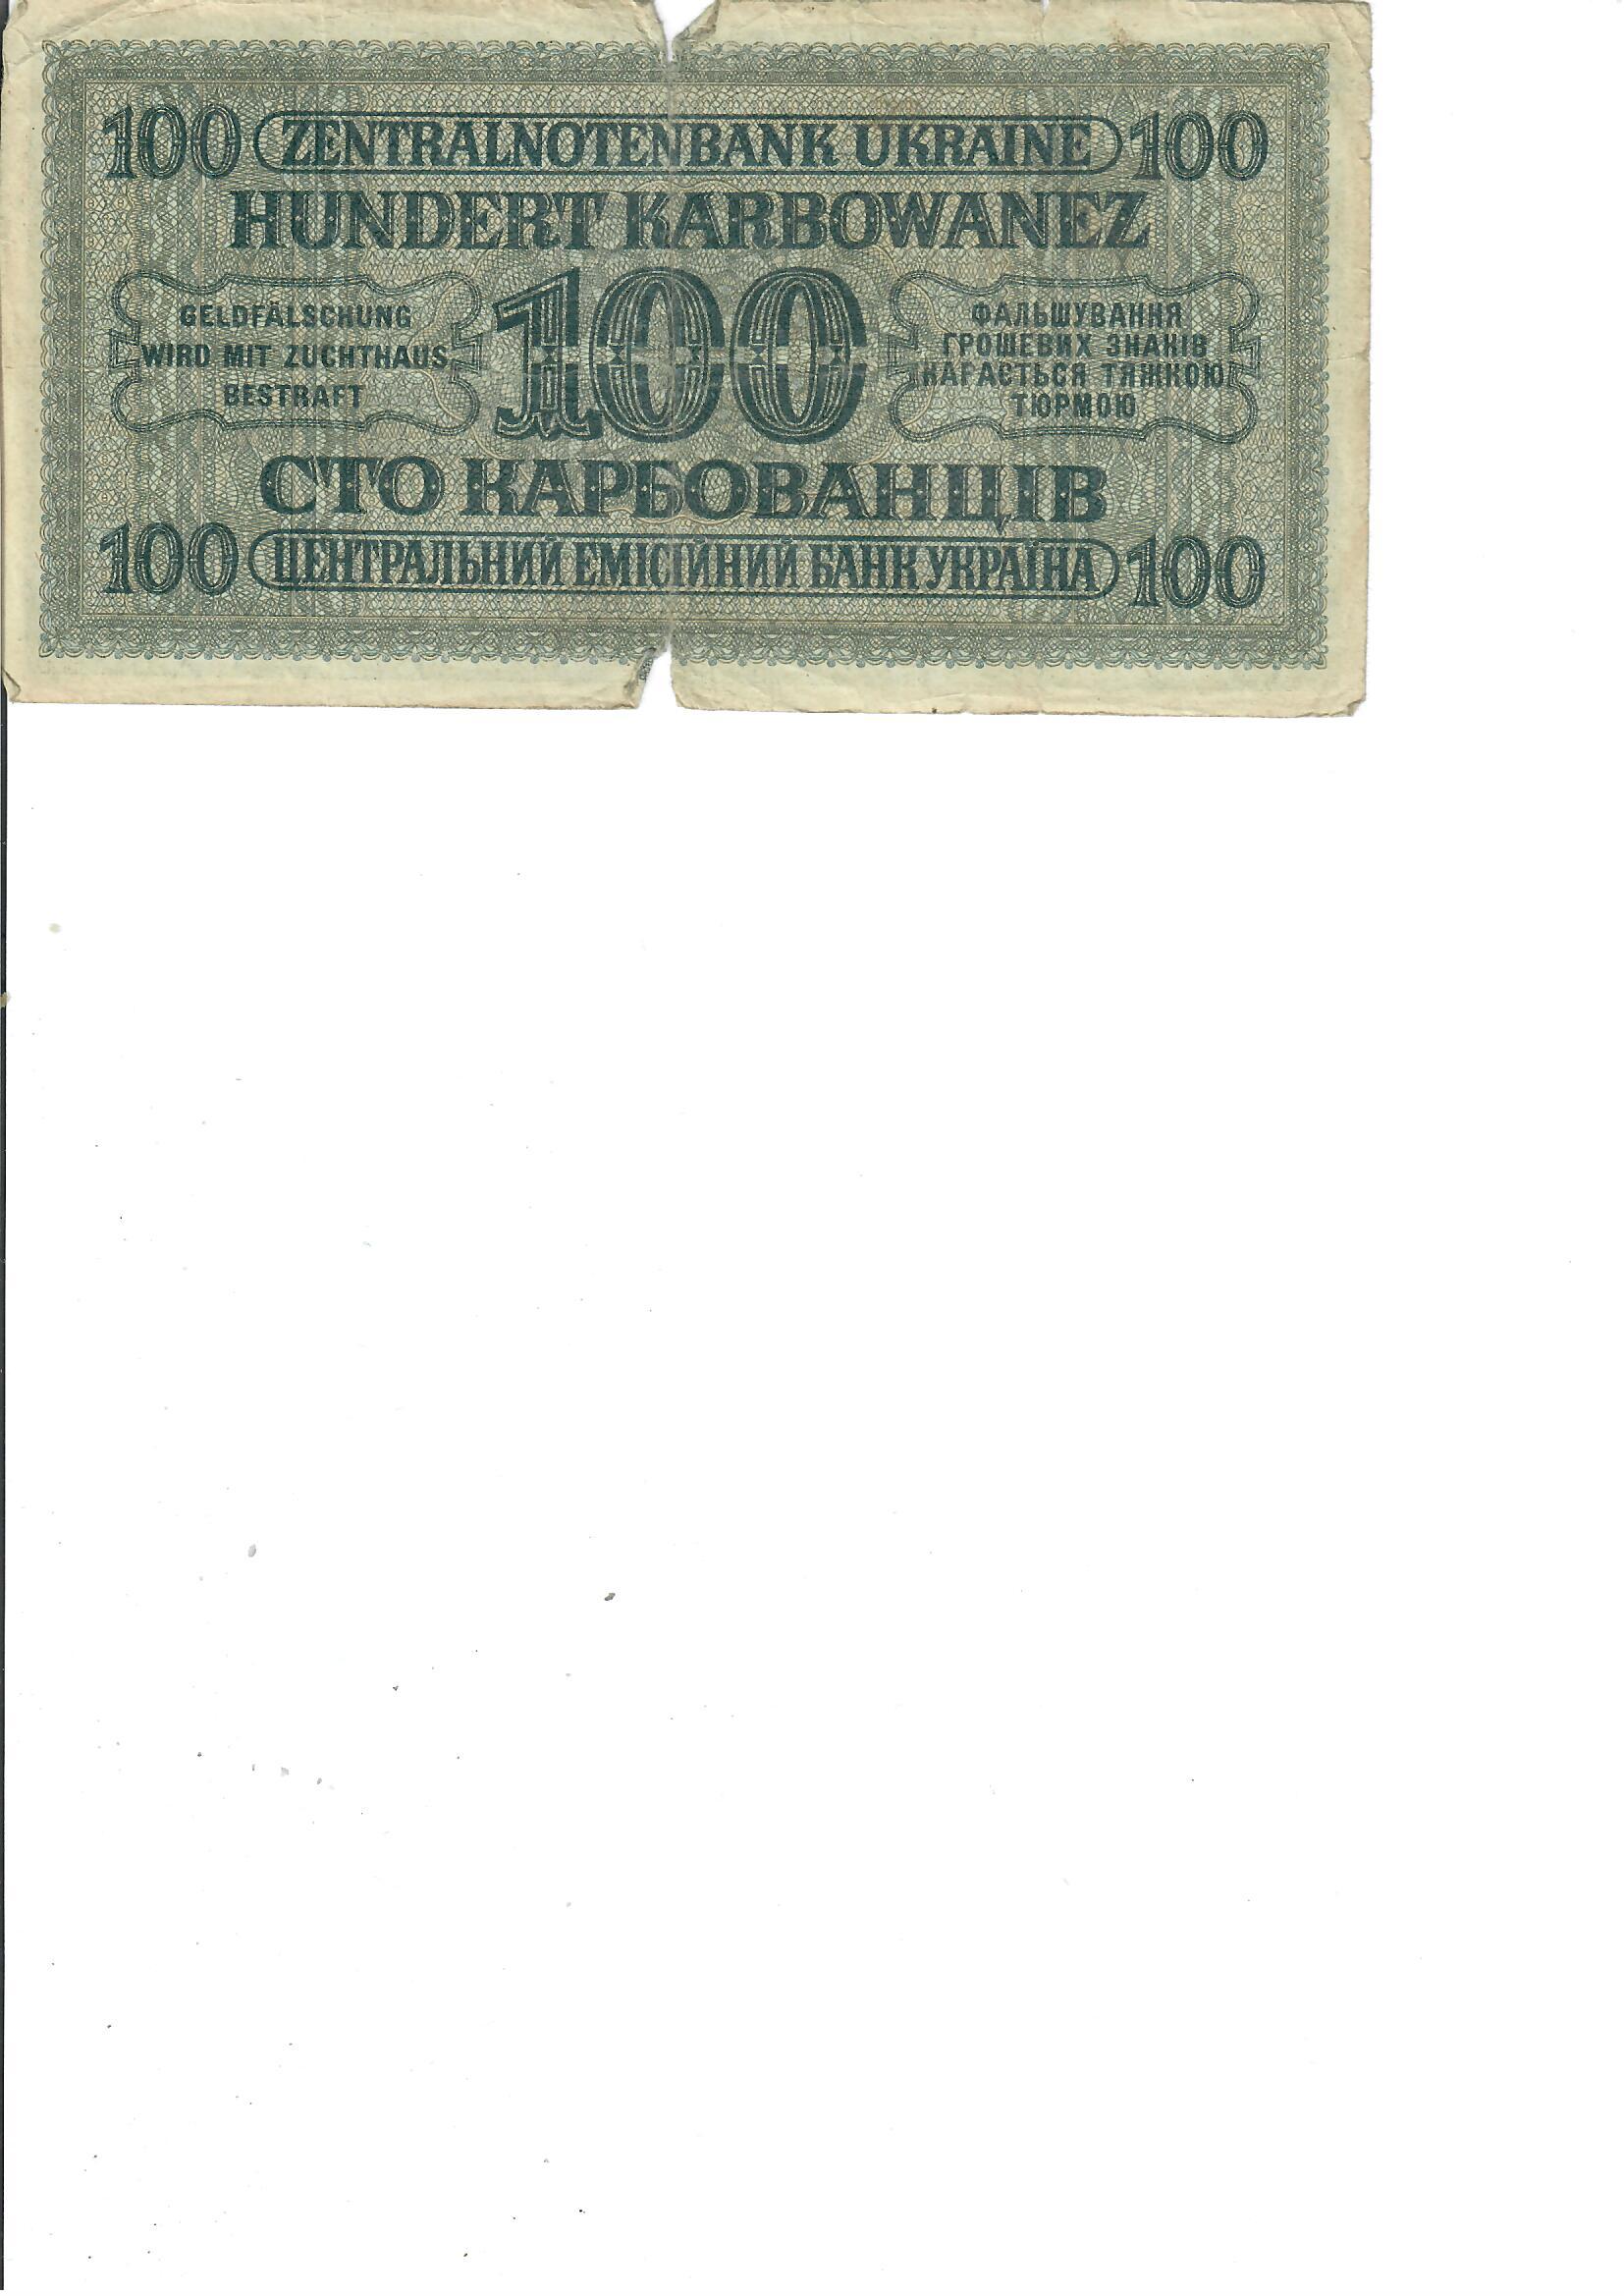 100 ZENTRALNOTENBANK UKRAINE 100
HUNDERT KARBOWANEZ
GELDFÄLSCHUNG
WIRD MIT ZUCHTHAUS
BESTRAFT
100
ФАЛЬШУВАННЯ
ГРОШЕВИХ ЗНАКІВ
КАРАЄТЬСЯ ТЯЖКОЮ
ТЮРМОЮ
СТО КАРБОВАНЦІВ
100 ЦЕНТРАЛЬНИЙ ЕМІСІЙНИЙ БАНК УКРАЇНА 100